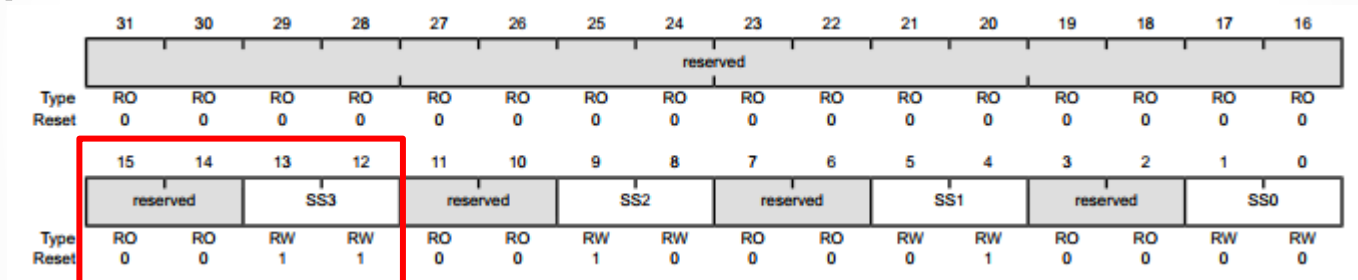 31 30 29 28 27 26 25 24 23 22 21 20 19 18 17 16
reserved
Type RO RO RO RO RO RO RO RO RO RO RO RO RO RO RO RO
Reset 0 0 0 0 0 0 0 0 0 0 0 0 0 0 0 0
15 14 13 12 11 10 9 8 7 6 5 4 3 2 1 0
reserved SS3 reserved SS2 reserved SS1 reserved SS0
Type RO RO RW RW RO RO RW RW RO RO RW RW RO RO RW RW
Reset 0 0 1 1 0 0 1 0 0 0 0 1 0 0 0 0